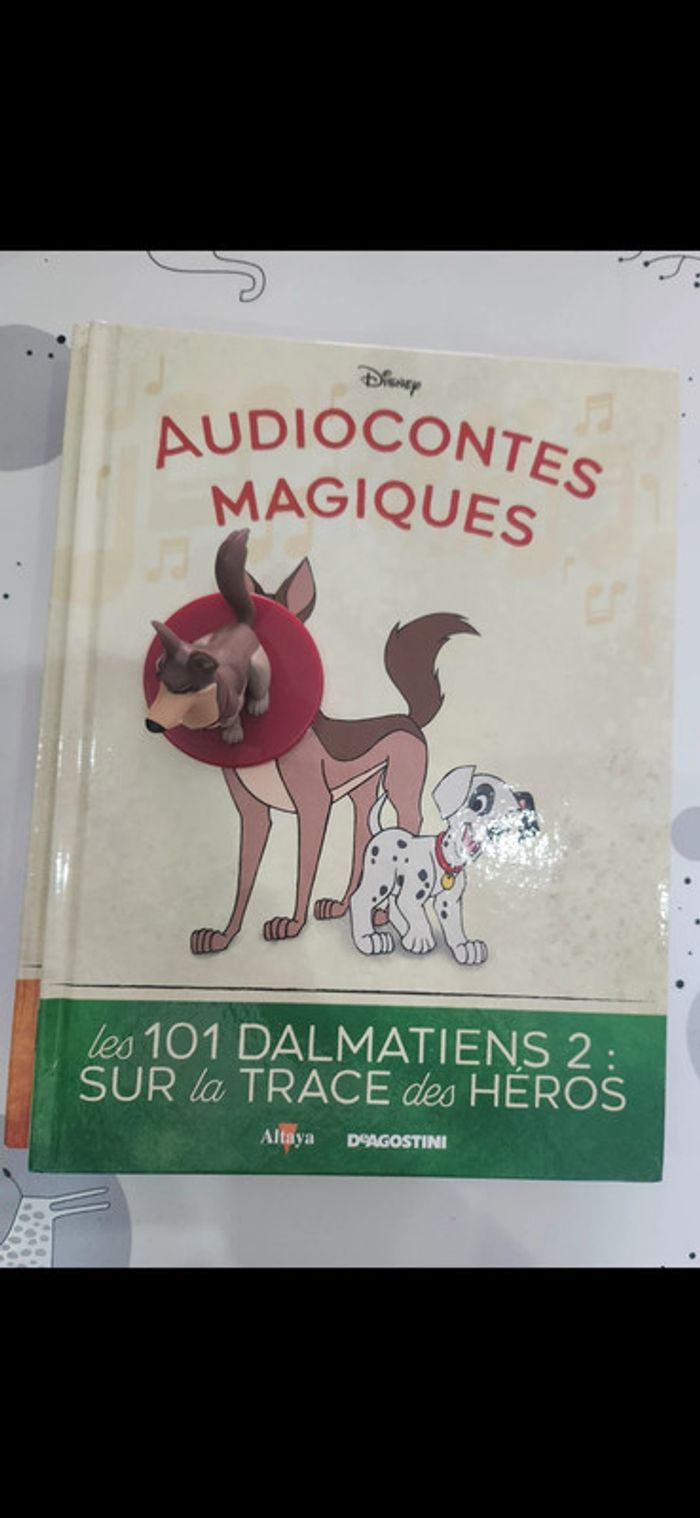 Disney
AUDIOCONTES
MAGIQUES
les 101 DALMATIENS 2 :
SUR la TRACE des HÉROS
Altaya DeAGOSTINI